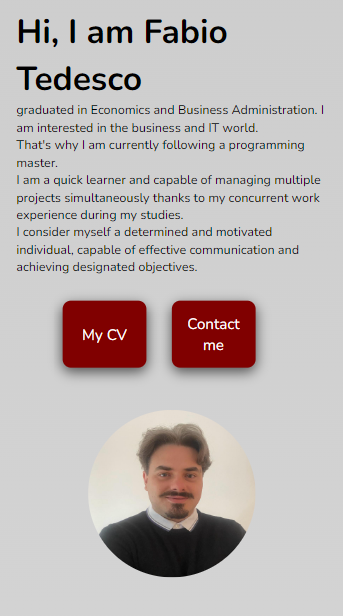 Hi, I am Fabio
Tedesco
graduated in Economics and Business Administration. I
am interested in the business and IT world.
That's why I am currently following a programming
master.
I am a quick learner and capable of managing multiple
projects simultaneously thanks to my concurrent work
experience during my studies.
I consider myself a determined and motivated
individual, capable of effective communication and
achieving designated objectives.
My CV
Contact
me